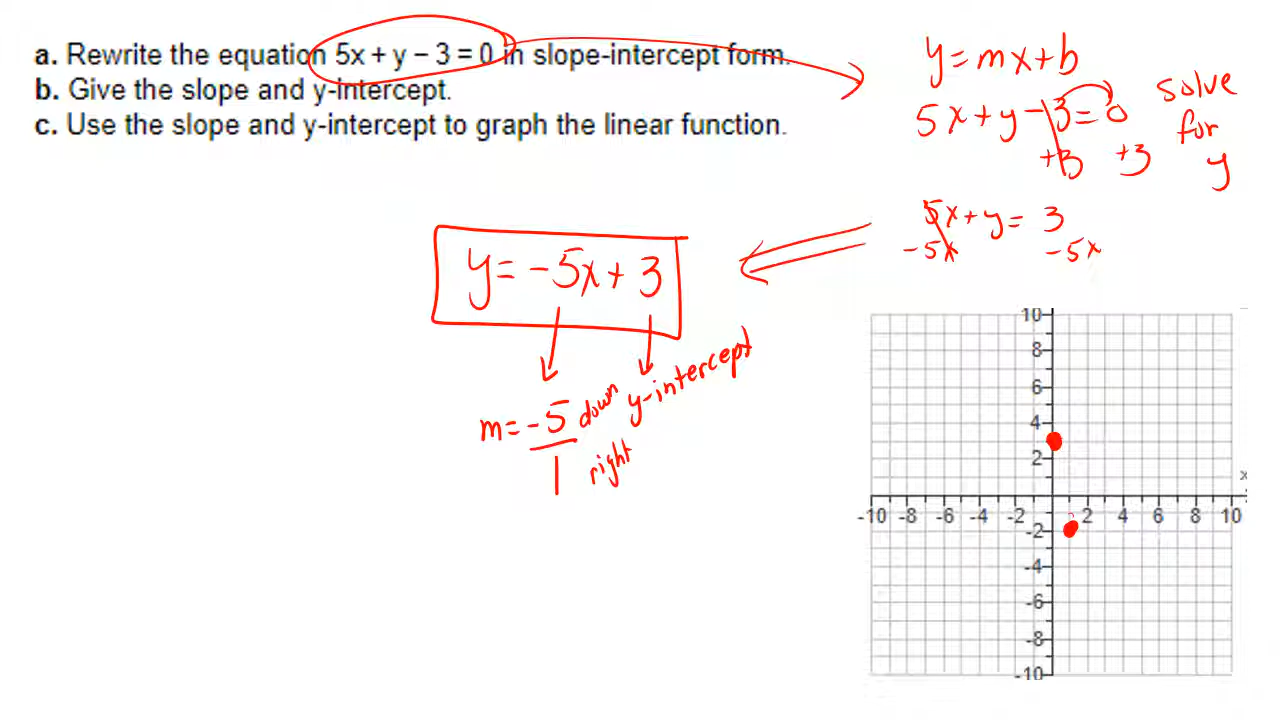 a. Rewrite the equation 5x + y − 3 = 0 in slope-intercept form.
b. Give the slope and y-intercept.
c. Use the slope and y-intercept to graph the linear function.
y = mx + b
5x + y - 3 = 0
+3 +3
solve
for
y
5x + y = 3
-5x -5x
y = -5x + 3
m = -5 down
1 right
y-intercept
10
8
6
4
2
x
-10 -8 -6 -4 -2 2 4 6 8 10
-2
-4
-6
-8
-10